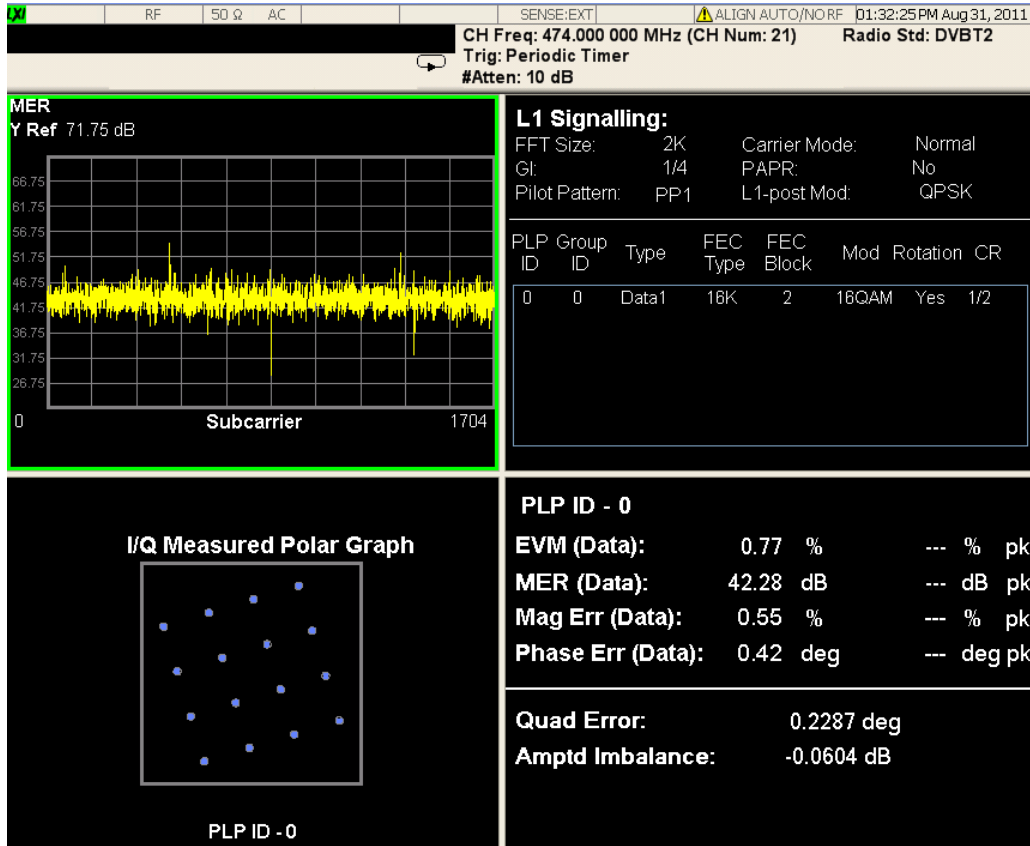 LXI RF 50 Ω AC SENSE:EXT ALIGN AUTO/NO RF 01:32:25 PM Aug 31, 2011
CH Freq: 474.000 000 MHz (CH Num: 21) Radio Std: DVBT2
Trig: Periodic Timer
#Atten: 10 dB
MER
Y Ref 71.75 dB
66.75
61.75
56.75
51.75
46.75
41.75
36.75
31.75
26.75
0 Subcarrier 1704
L1 Signalling:
FFT Size: 2K Carrier Mode: Normal
GI: 1/4 PAPR: No
Pilot Pattern: PP1 L1-post Mod: QPSK
PLP ID Group ID Type FEC Type FEC Block Mod Rotation CR
0 0 Data1 16K 2 16QAM Yes 1/2
I/Q Measured Polar Graph
PLP ID - 0
PLP ID - 0
EVM (Data): 0.77 % --- % pk
MER (Data): 42.28 dB --- dB pk
Mag Err (Data): 0.55 % --- % pk
Phase Err (Data): 0.42 deg --- deg pk
Quad Error: 0.2287 deg
Amptd Imbalance: -0.0604 dB